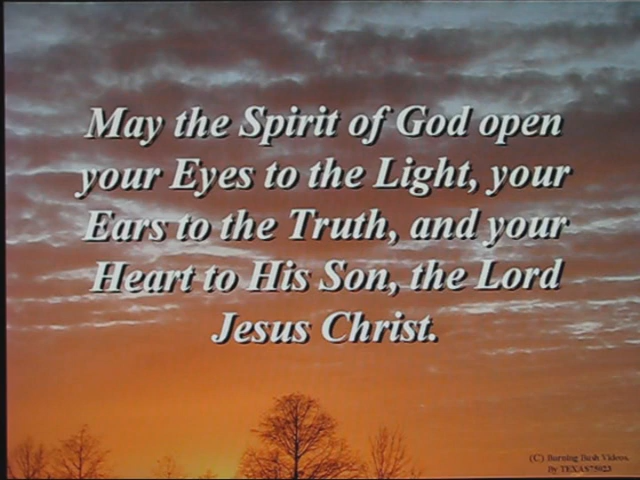 May the Spirit of God open
your Eyes to the Light, your
Ears to the Truth, and your
Heart to His Son, the Lord
Jesus Christ.
(C) Burning Bush Videos.
By TEXAS75023